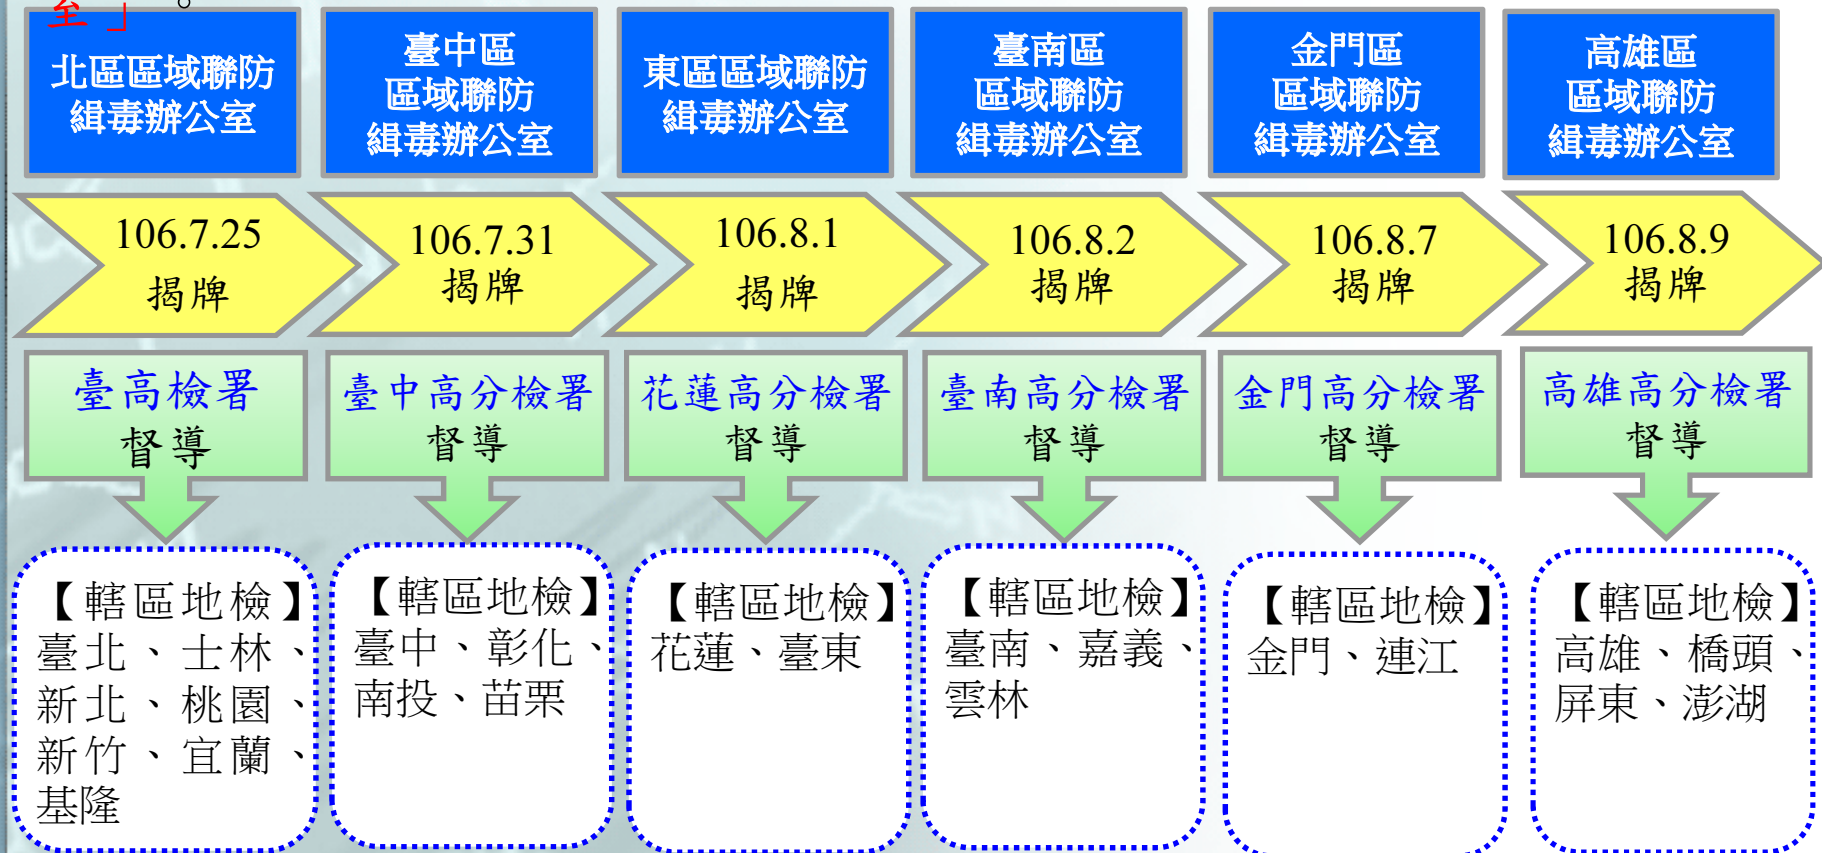 室」。
北區區域聯防
緝毒辦公室
臺中區
區域聯防
緝毒辦公室
東區區域聯防
緝毒辦公室
臺南區
區域聯防
緝毒辦公室
金門區
區域聯防
緝毒辦公室
高雄區
區域聯防
緝毒辦公室
106.7.25
揭牌
106.7.31
揭牌
106.8.1
揭牌
106.8.2
揭牌
106.8.7
揭牌
106.8.9
揭牌
臺高檢署
督導
臺中高分檢署
督導
花蓮高分檢署
督導
臺南高分檢署
督導
金門高分檢署
督導
高雄高分檢署
督導
【轄區地檢】
臺北、士林、
新北、桃園、
新竹、宜蘭、
基隆
【轄區地檢】
臺中、彰化、
南投、苗栗
【轄區地檢】
花蓮、臺東
【轄區地檢】
臺南、嘉義、
雲林
【轄區地檢】
金門、連江
【轄區地檢】
高雄、橋頭、
屏東、澎湖